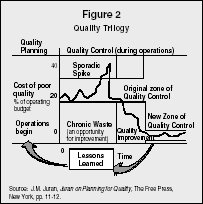 Figure 2
Quality Trilogy
Quality Planning
Quality Control (during operations)
40
Sporadic Spike
Cost of poor quality
% of operating budget
Original zone of Quality Control
20
New Zone of Quality Control
Operations begin
Chronic Waste
(an opportunity for improvement)
Quality Improvement
0
Lessons Learned
Time
Source: J.M. Juran, Juran on Planning for Quality, The Free Press,
New York, pp. 11-12.